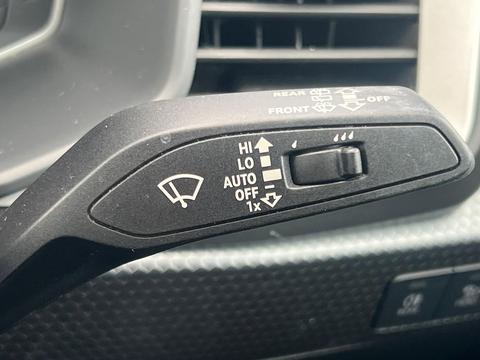 REAR
FRONT OFF
HI
LO
AUTO
OFF
1x